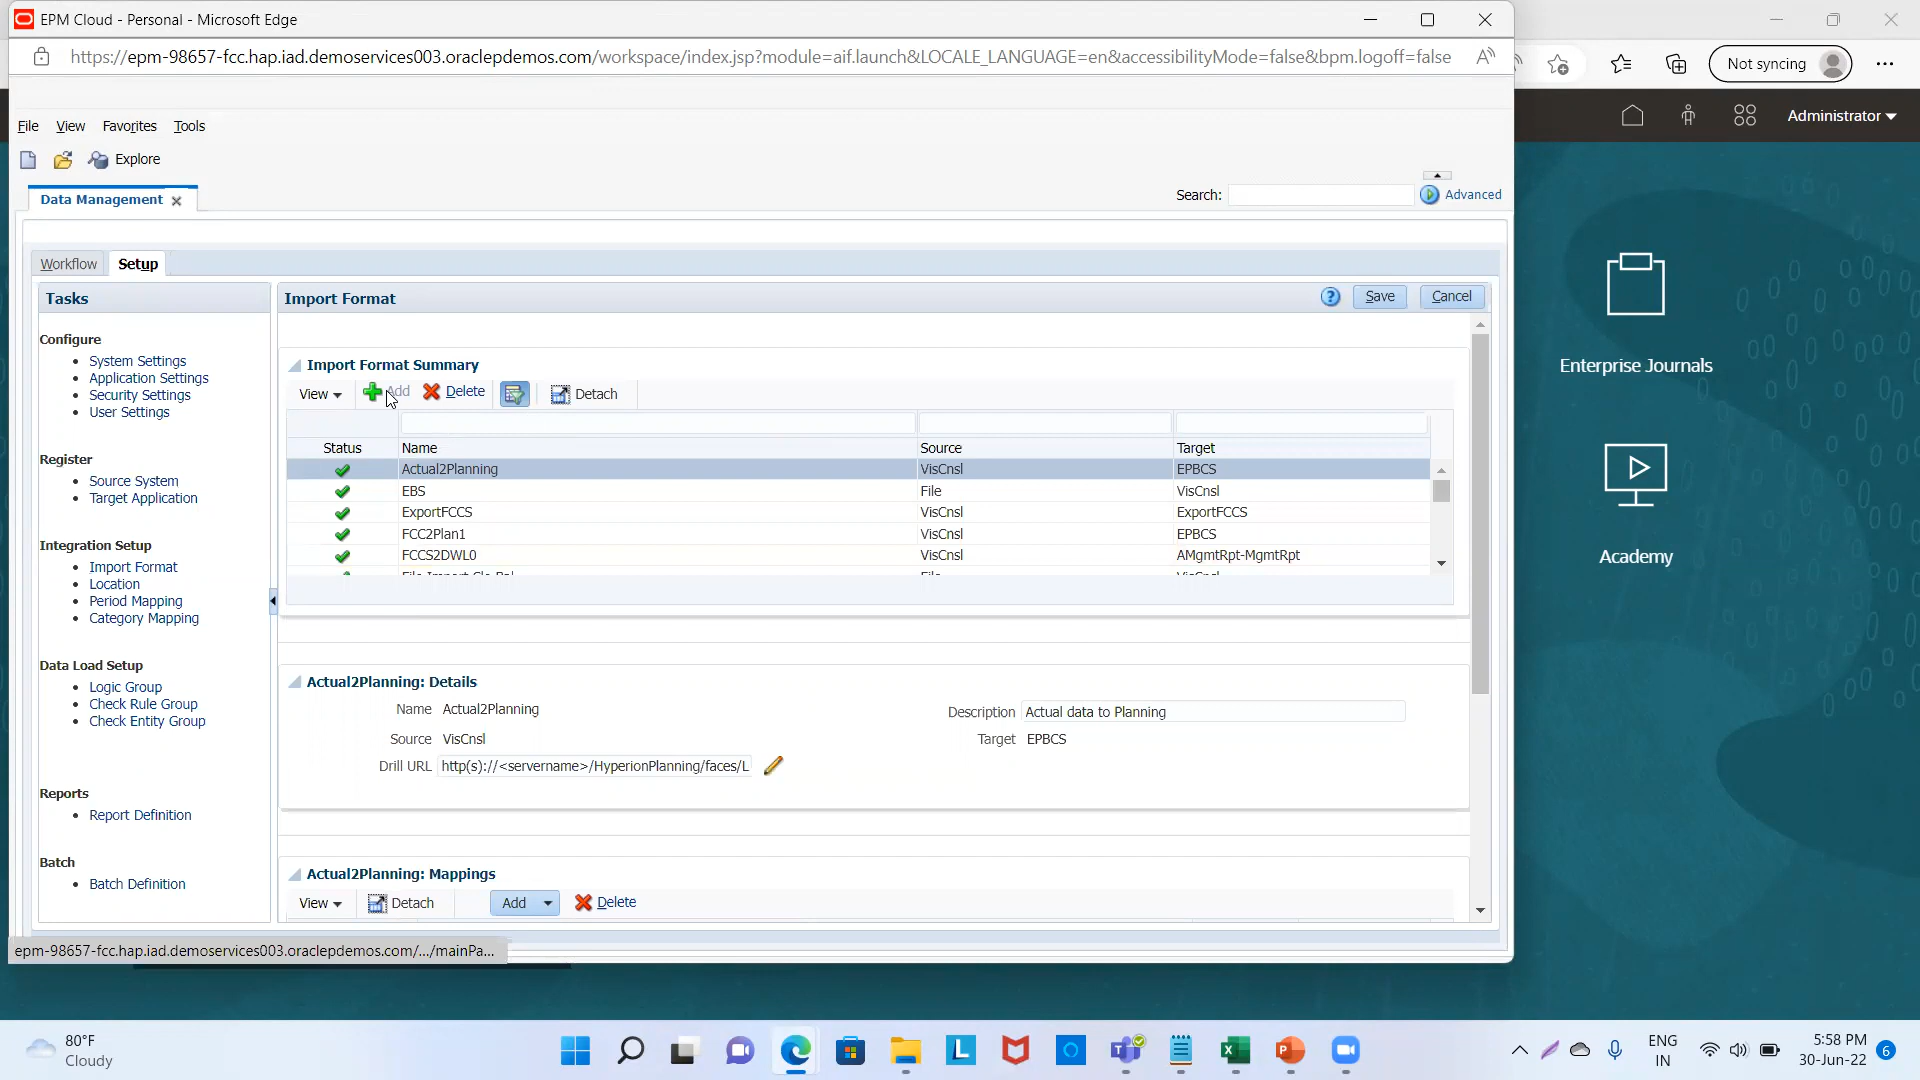 EPM Cloud - Personal - Microsoft Edge
https://epm-98657-fcc.hap.iad.demoservices003.oraclepdemos.com/workspace/index.jsp?module=aif.launch&LOCALE_LANGUAGE=en&accessibilityMode=false&bpm.logoff=false
Not syncing
Administrator
File View Favorites Tools
Explore
Data Management
Search:
Advanced
Workflow Setup
Tasks
Configure
System Settings
Application Settings
Security Settings
User Settings
Register
Source System
Target Application
Integration Setup
Import Format
Location
Period Mapping
Category Mapping
Data Load Setup
Logic Group
Check Rule Group
Check Entity Group
Reports
Report Definition
Batch
Batch Definition
Import Format
Save Cancel
Import Format Summary
View Add Delete Detach
Status Name Source Target
Actual2Planning VisCnsl EPBCS
EBS File VisCnsl
ExportFCCS VisCnsl ExportFCCS
FCC2Plan1 VisCnsl EPBCS
FCCS2DWL0 VisCnsl AMgmtRpt-MgmtRpt
Actual2Planning: Details
Name Actual2Planning
Description Actual data to Planning
Source VisCnsl
Target EPBCS
Drill URL http(s)://<servername>/HyperionPlanning/faces/L
Actual2Planning: Mappings
View Detach Add Delete
epm-98657-fcc.hap.iad.demoservices003.oraclepdemos.com/.../mainPa...
Enterprise Journals
Academy
80°F
Cloudy
ENG
IN
5:58 PM
30-Jun-22
6